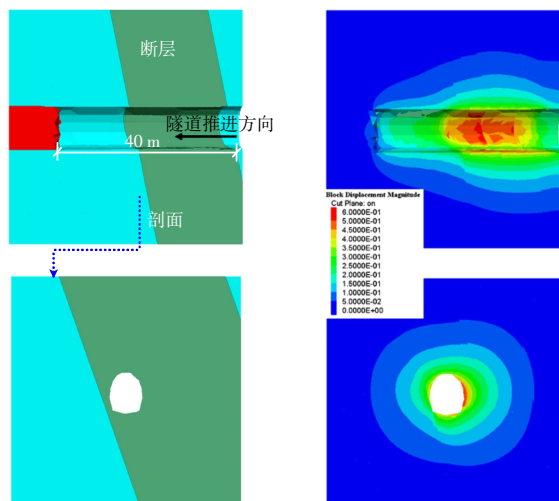 断层
隧道推进方向
40 m
剖面
Block Displacement Magnitude
Cut Plane: on
6.0000E-01
5.0000E-01
4.5000E-01
4.0000E-01
3.5000E-01
3.0000E-01
2.5000E-01
2.0000E-01
1.5000E-01
1.0000E-01
5.0000E-02
0.0000E+00